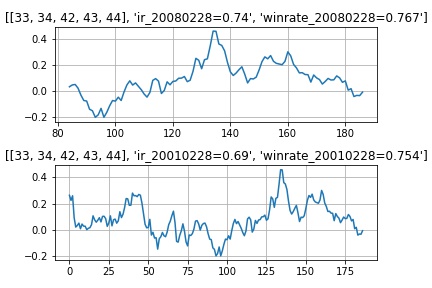 [[33, 34, 42, 43, 44], 'ir_20080228=0.74', 'winrate_20080228=0.767']
0.4
0.2
0.0
−0.2
80 100 120 140 160 180
[[33, 34, 42, 43, 44], 'ir_20010228=0.69', 'winrate_20010228=0.754']
0.4
0.2
0.0
−0.2
0 25 50 75 100 125 150 175